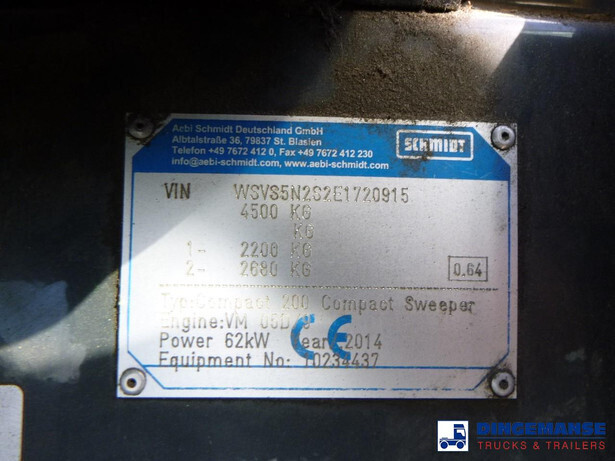 Aebi Schmidt Deutschland GmbH
Albtalstraße 36, 79837 St. Blasien
Telefon +49 7672 412 0, Fax +49 7672 412 230
info@aebi-schmidt.com, www.aebi-schmidt.com
SCHMIDT
VIN WSVS5N2S2E1720915
4500 KG
KG
1- 2200 KG
2- 2680 KG
0.64
Typ:Compact 200 Compact Sweeper
Engine:VM
Power 62kW Year 2014
Equipment No: 10234437
CE
DINGEMANSE
TRUCKS & TRAILERS